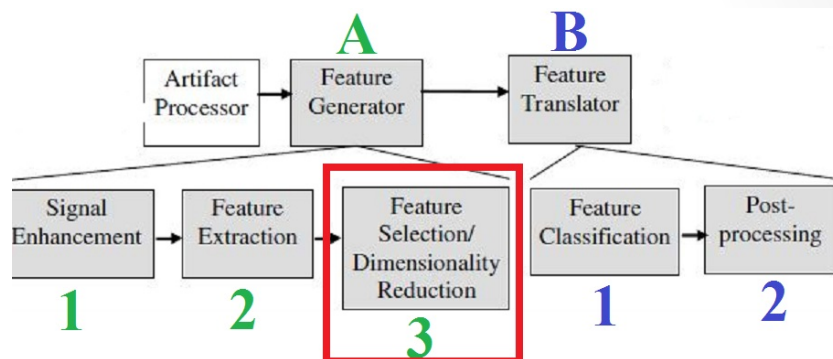 A
B
Artifact
Processor
Feature
Generator
Feature
Translator
Signal
Enhancement
Feature
Extraction
Feature
Selection/
Dimensionality
Reduction
Feature
Classification
Post-
processing
1
2
3
1
2